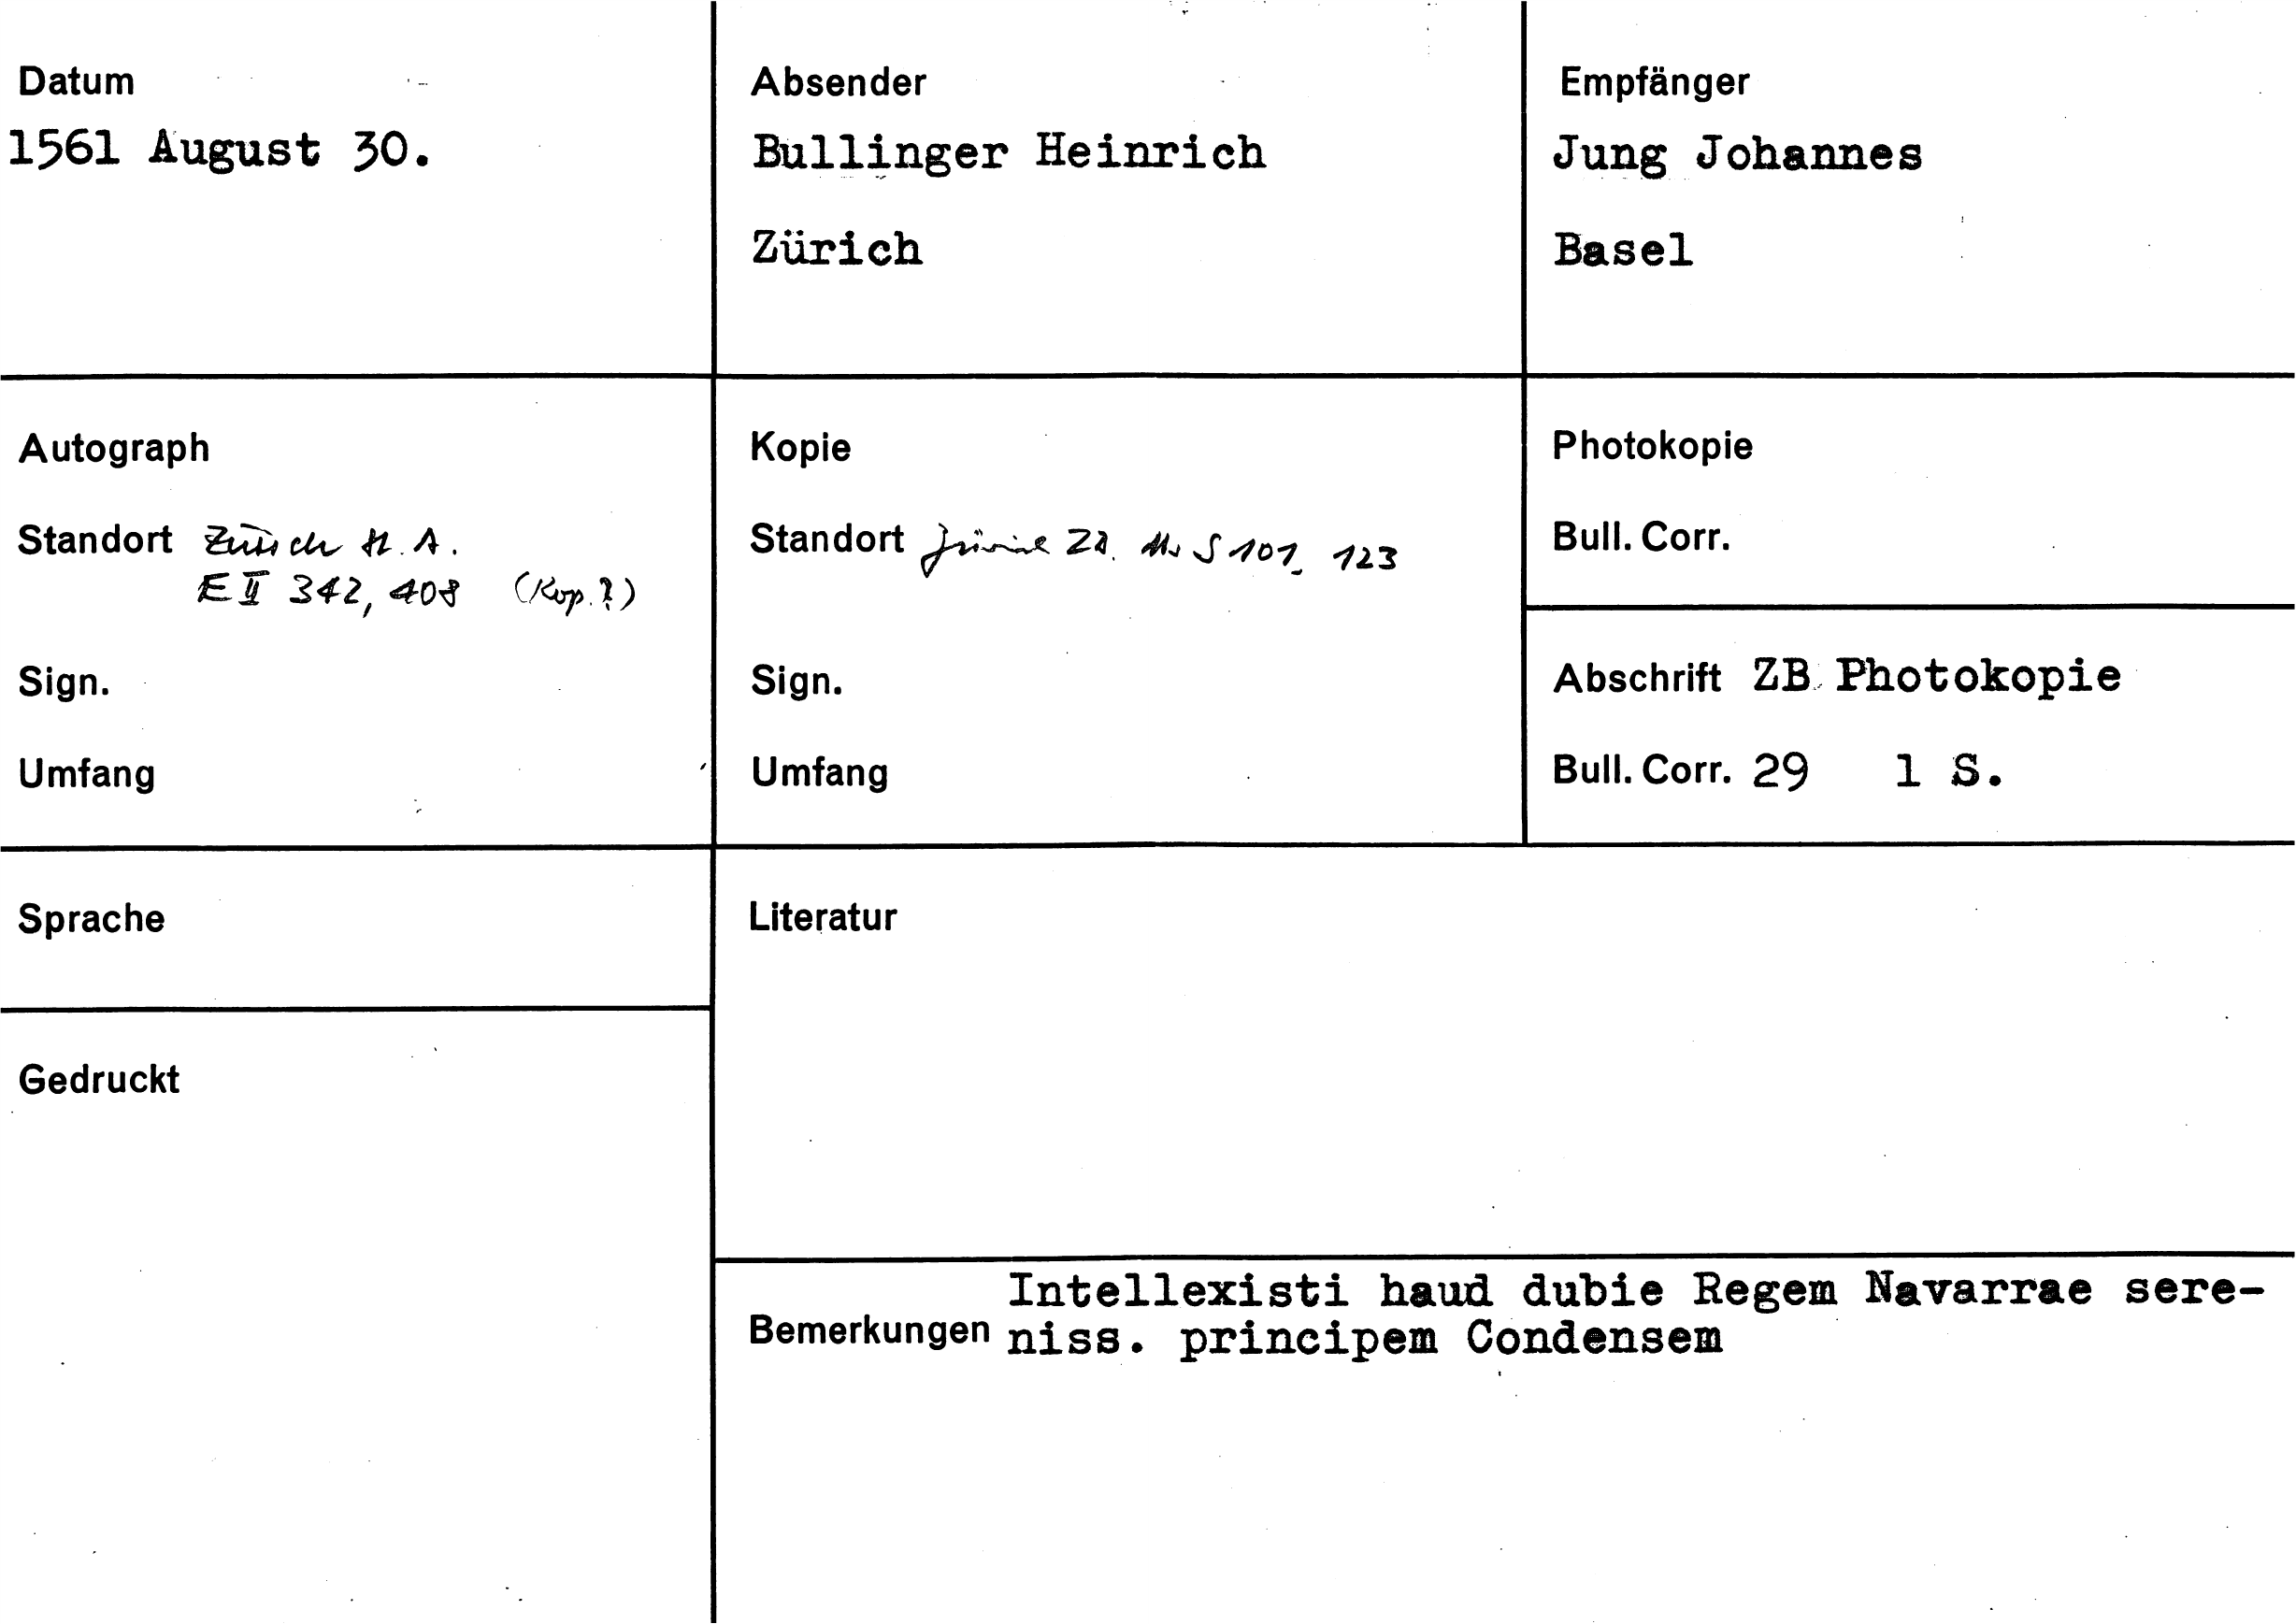 Datum
1561 August 30.
Absender
Bullinger Heinrich
Zürich
Empfänger
Jung Johannes
Basel
Autograph
Standort Zürich St. A.
E II 342, 408 (Kop.?)
Sign.
Umfang
Kopie
Standort Zürich ZB. Ms S 101, 123
Sign.
Umfang
Photokopie
Bull. Corr.
Abschrift ZB Photokopie
Bull. Corr. 29 1 S.
Sprache
Gedruckt
Literatur
Bemerkungen Intellexisti haud dubie Regem Navarrae sere-
niss. principem Condensem